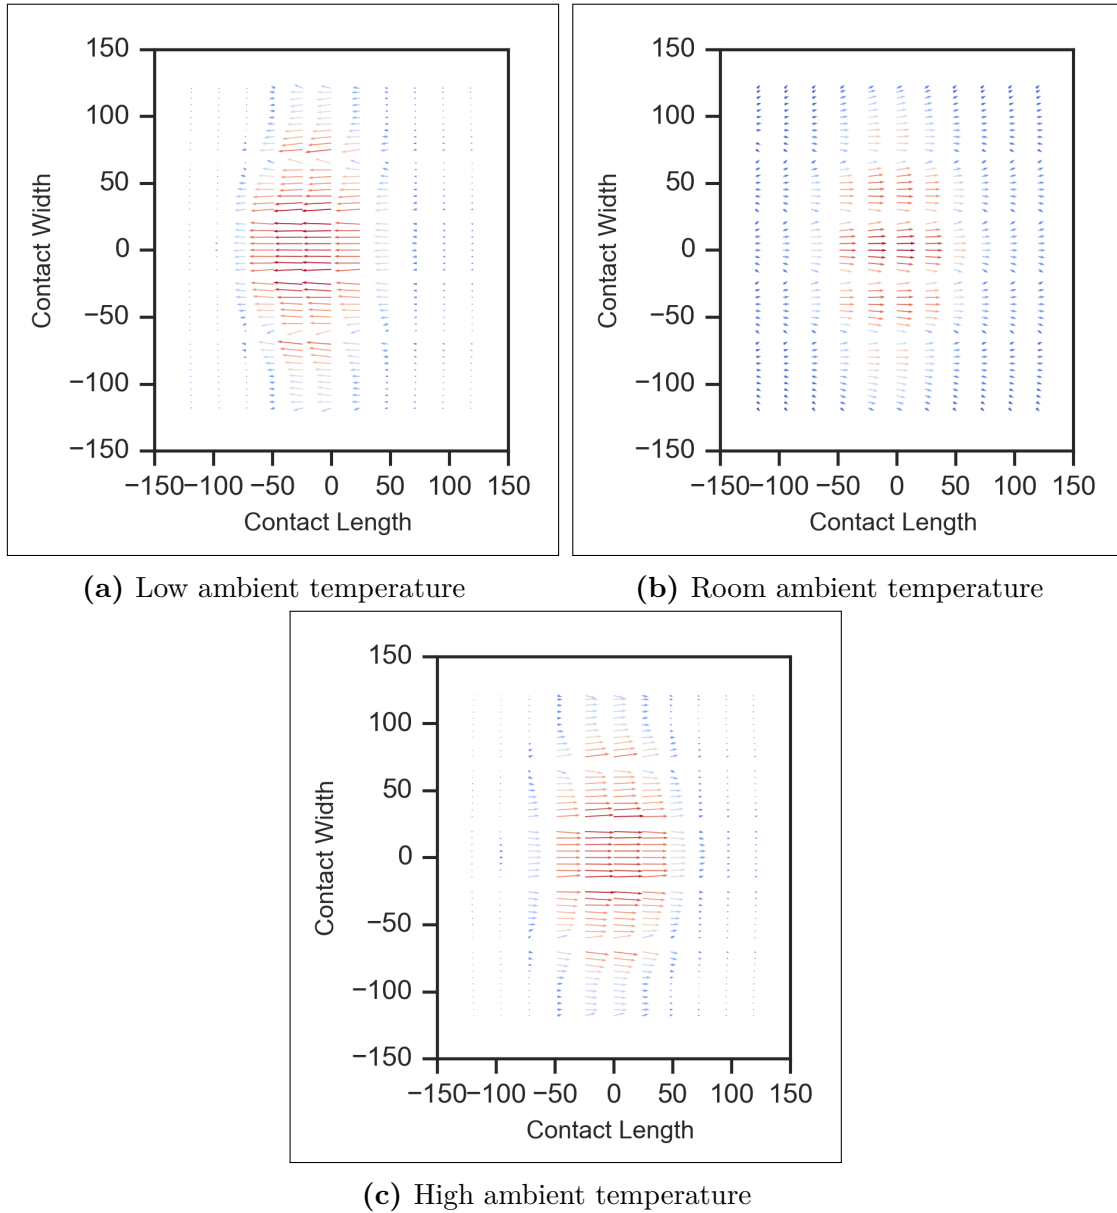 150
100
50
0
−50
−100
−150
Contact Width
−150−100 −50 0 50 100 150
Contact Length
(a) Low ambient temperature
150
100
50
0
−50
−100
−150
Contact Width
−150−100 −50 0 50 100 150
Contact Length
(b) Room ambient temperature
150
100
50
0
−50
−100
−150
Contact Width
−150−100 −50 0 50 100 150
Contact Length
(c) High ambient temperature